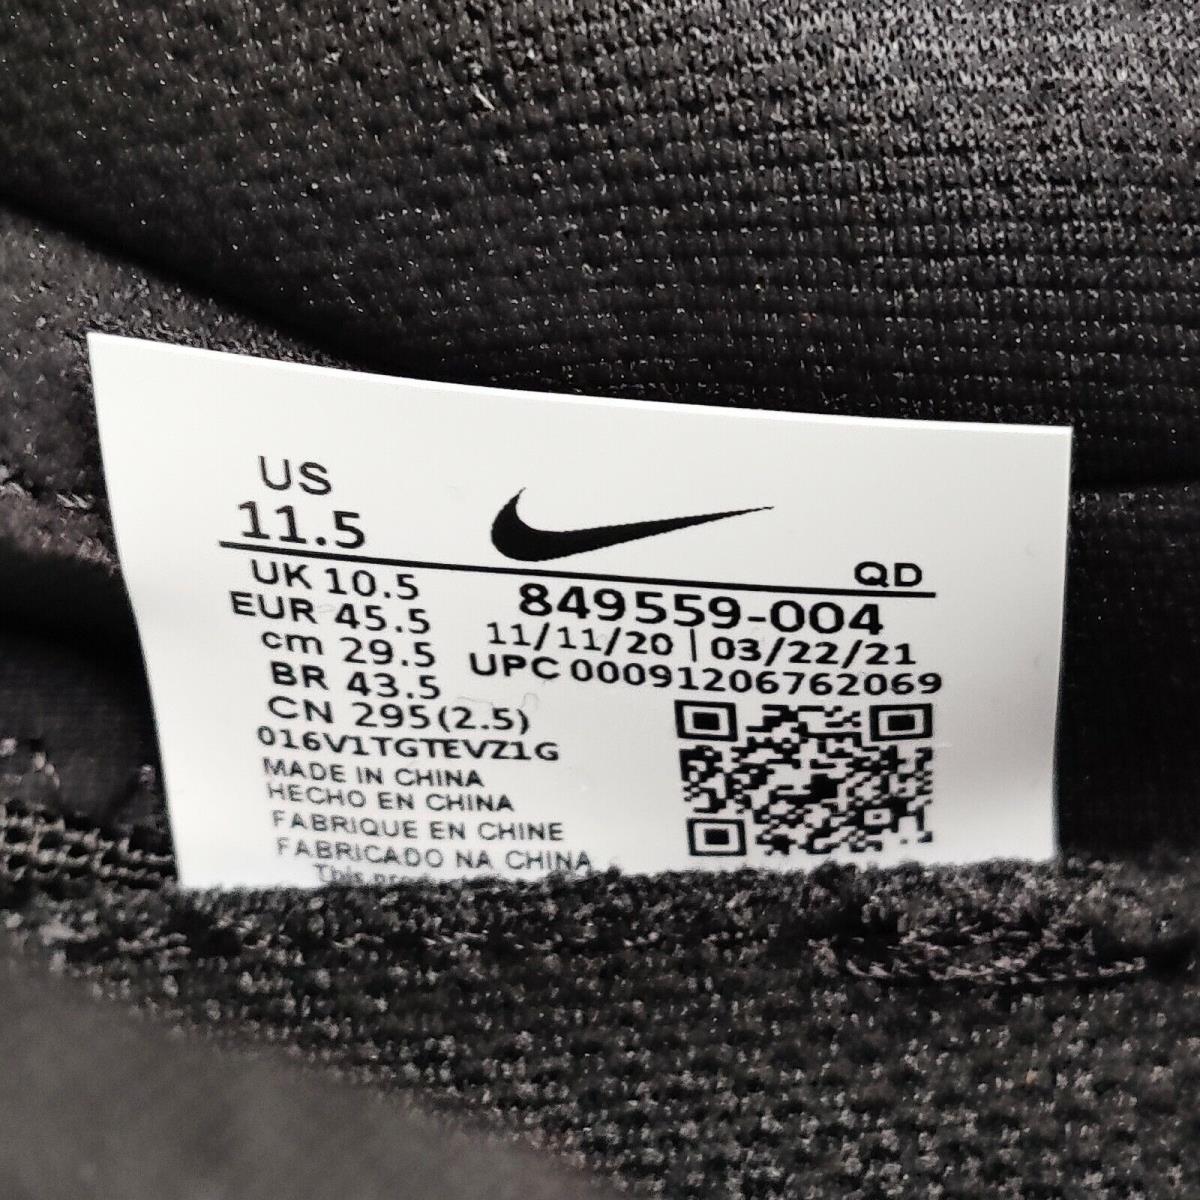 US
11.5
QD
UK 10.5
849559-004
EUR 45.5
11/11/20 | 03/22/21
cm 29.5
UPC 00091206762069
BR 43.5
CN 295(2.5)
016V1TGTEVZ1G
MADE IN CHINA
HECHO EN CHINA
FABRIQUE EN CHINE
FABRICADO NA CHINA
This